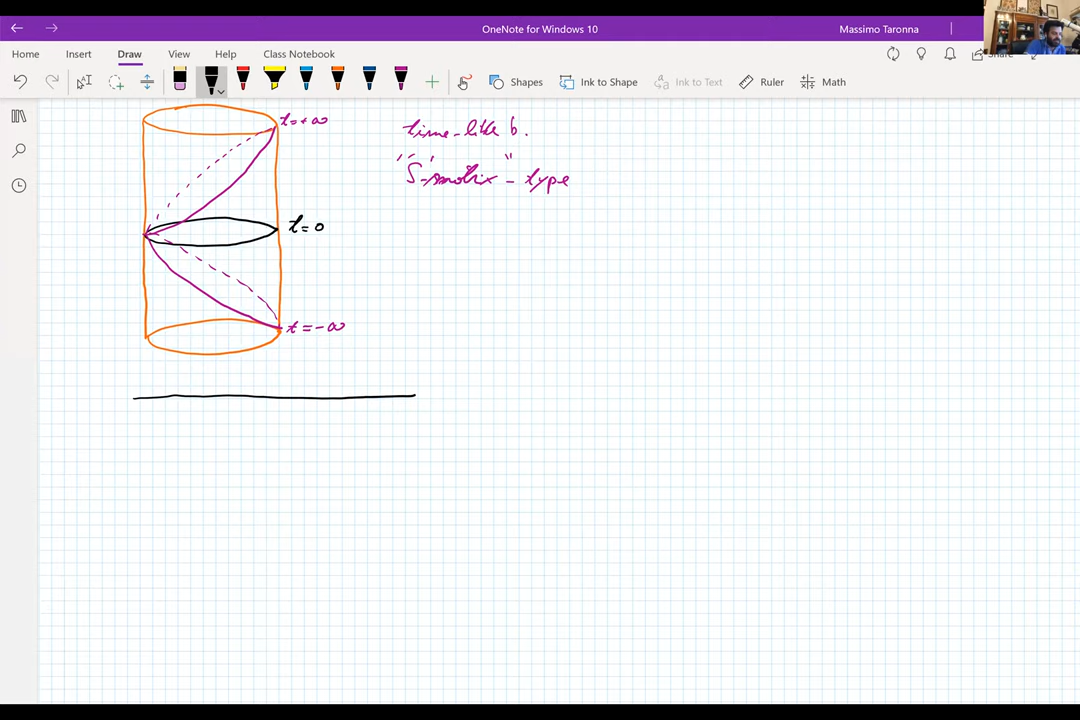 OneNote for Windows 10
Massimo Taronna
Home Insert Draw View Help Class Notebook Share
Shapes Ink to Shape Ink to Text Ruler Math
t=+∞
time-like b.
"S-matrix" - type
t=0
t=-∞